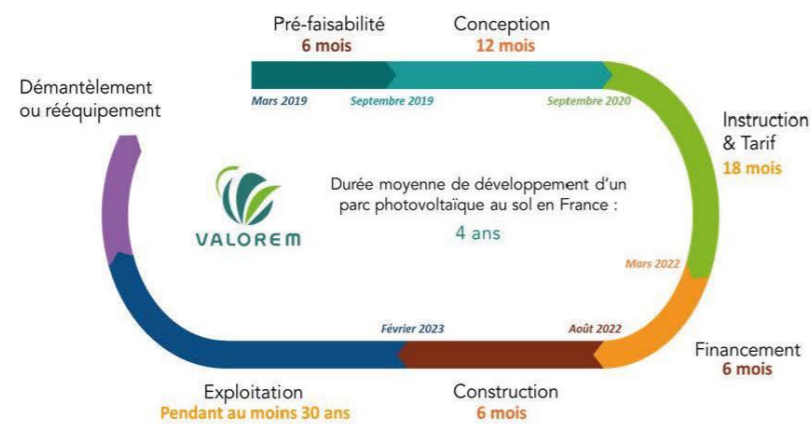 Pré-faisabilité
6 mois
Conception
12 mois
Mars 2019
Septembre 2019
Septembre 2020
Instruction
& Tarif
18 mois
Démantèlement
ou rééquipement
Durée moyenne de développement d'un
parc photovoltaïque au sol en France :
4 ans
VALOREM
Mars 2022
Février 2023
Août 2022
Financement
6 mois
Exploitation
Pendant au moins 30 ans
Construction
6 mois